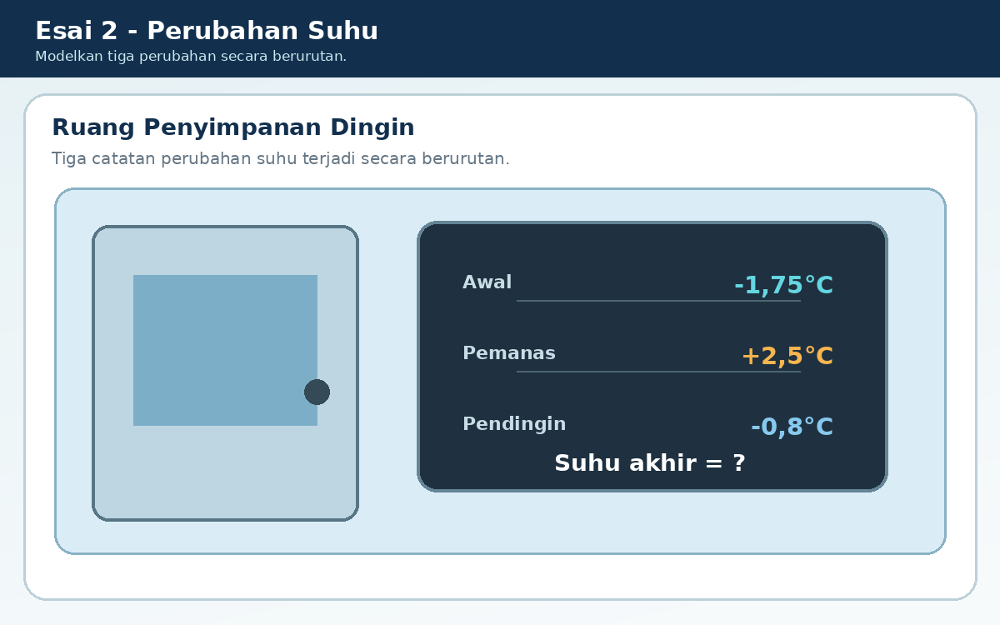 Esai 2 - Perubahan Suhu
Modelkan tiga perubahan secara berurutan.
Ruang Penyimpanan Dingin
Tiga catatan perubahan suhu terjadi secara berurutan.
Awal -1,75°C
Pemanas +2,5°C
Pendingin -0,8°C
Suhu akhir = ?